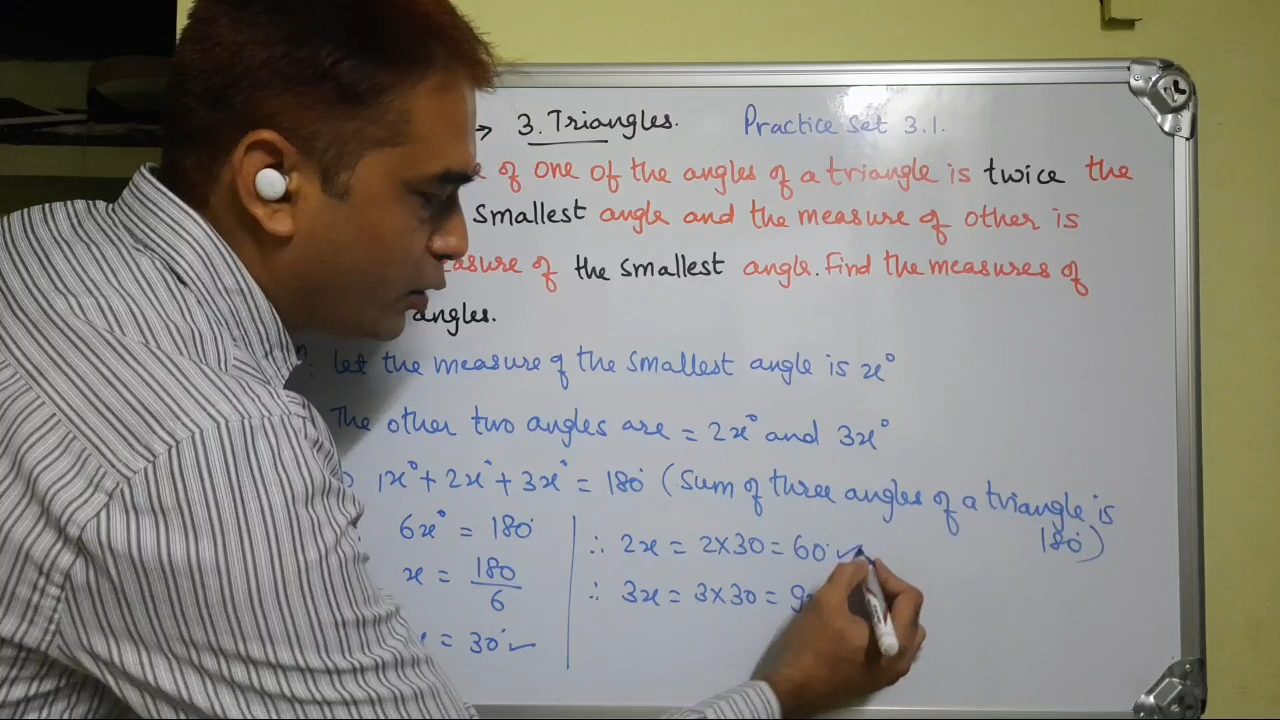 → 3. Triangles. Practice Set 3.1.
of one of the angles of a triangle is twice the
smallest angle and the measure of other is
of the smallest angle. Find the measures of
angles.
let the measure of the smallest angle is x°
The other two angles are = 2x° and 3x°
1x° + 2x° + 3x° = 180° (Sum of three angles of a triangle is
180°)
6x° = 180°
x = 180/6
= 30° ✓
∴ 2x = 2×30 = 60° ✓
∴ 3x = 3×30 =